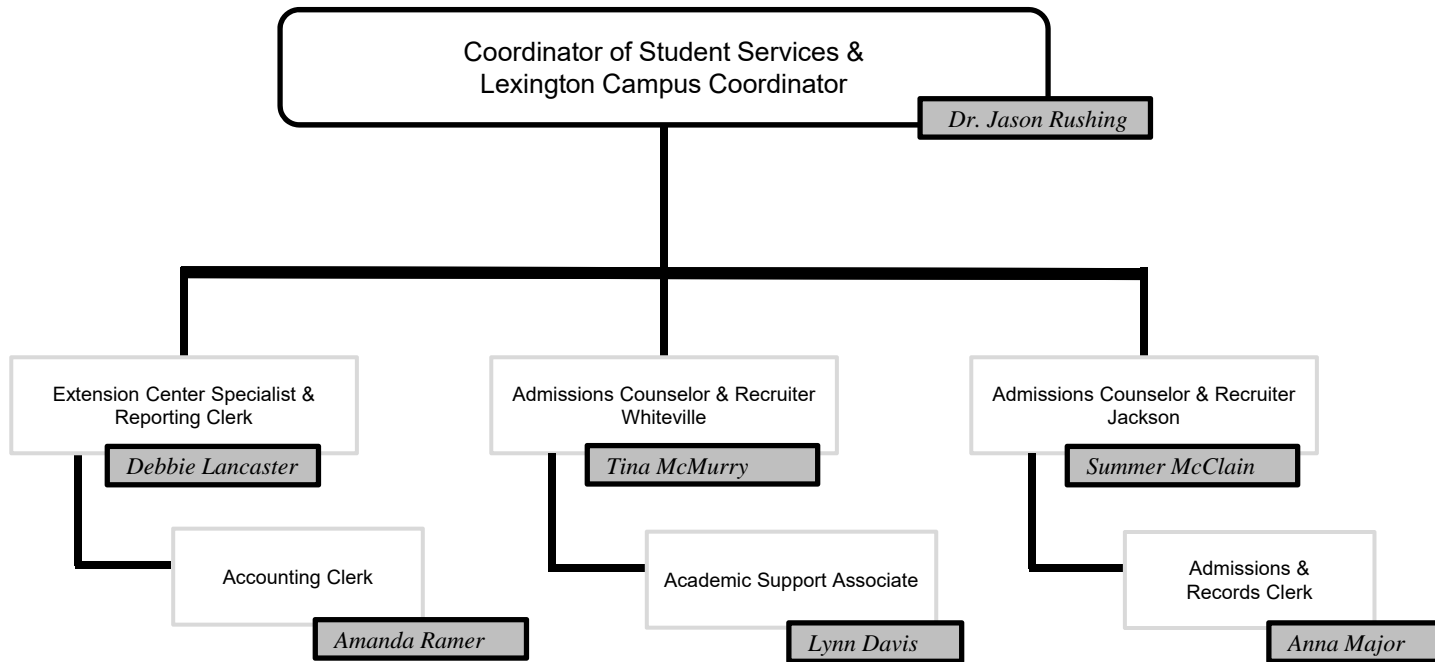 Coordinator of Student Services &
Lexington Campus Coordinator
Dr. Jason Rushing
Extension Center Specialist &
Reporting Clerk
Debbie Lancaster
Admissions Counselor & Recruiter
Whiteville
Tina McMurry
Admissions Counselor & Recruiter
Jackson
Summer McClain
Accounting Clerk
Amanda Ramer
Academic Support Associate
Lynn Davis
Admissions &
Records Clerk
Anna Major